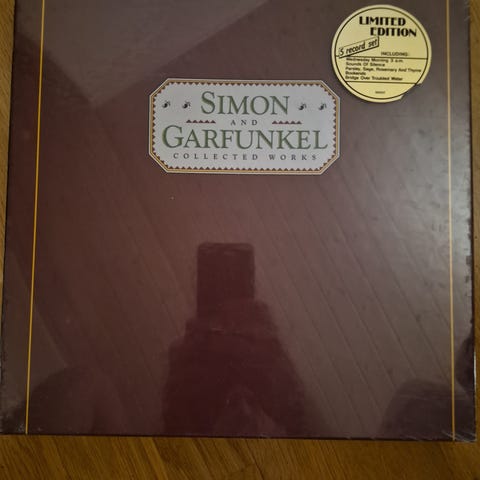 LIMITED
EDITION
5 record set
INCLUDING:
Wednesday Morning 3 a.m.
Sounds Of Silence
Parsley, Sage, Rosemary And Thyme
Bookends
Bridge Over Troubled Water
SIMON
AND
GARFUNKEL
COLLECTED WORKS